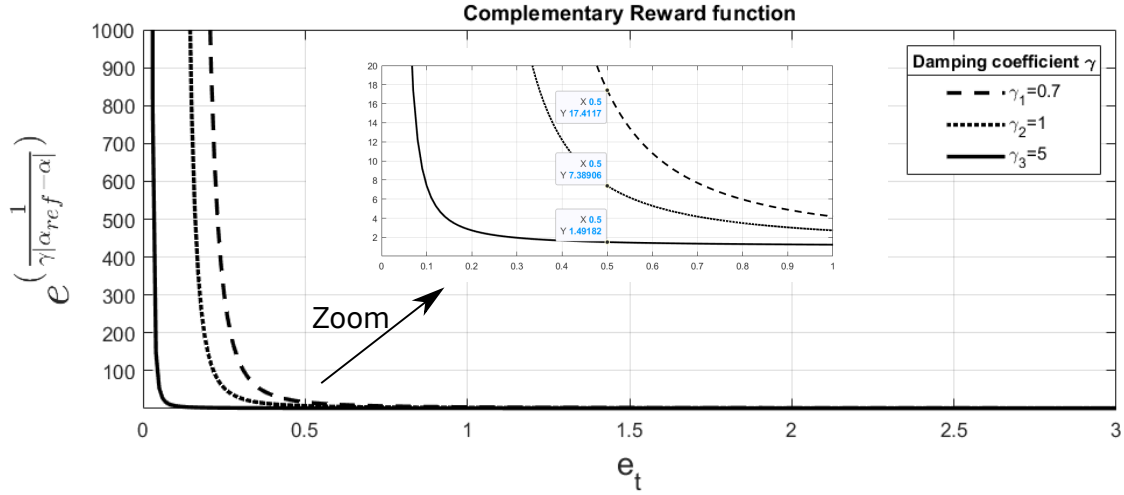 Complementary Reward function
e^(1/(γ|α_ref−α|))
1000
900
800
700
600
500
400
300
200
100
0
0.5
1
1.5
2
2.5
3
e_t
Damping coefficient γ
γ_1=0.7
γ_2=1
γ_3=5
20
18
16
14
12
10
8
6
4
2
0
0.1
0.2
0.3
0.4
0.5
0.6
0.7
0.8
0.9
1
X 0.5
Y 17.4117
X 0.5
Y 7.38906
X 0.5
Y 1.49182
Zoom